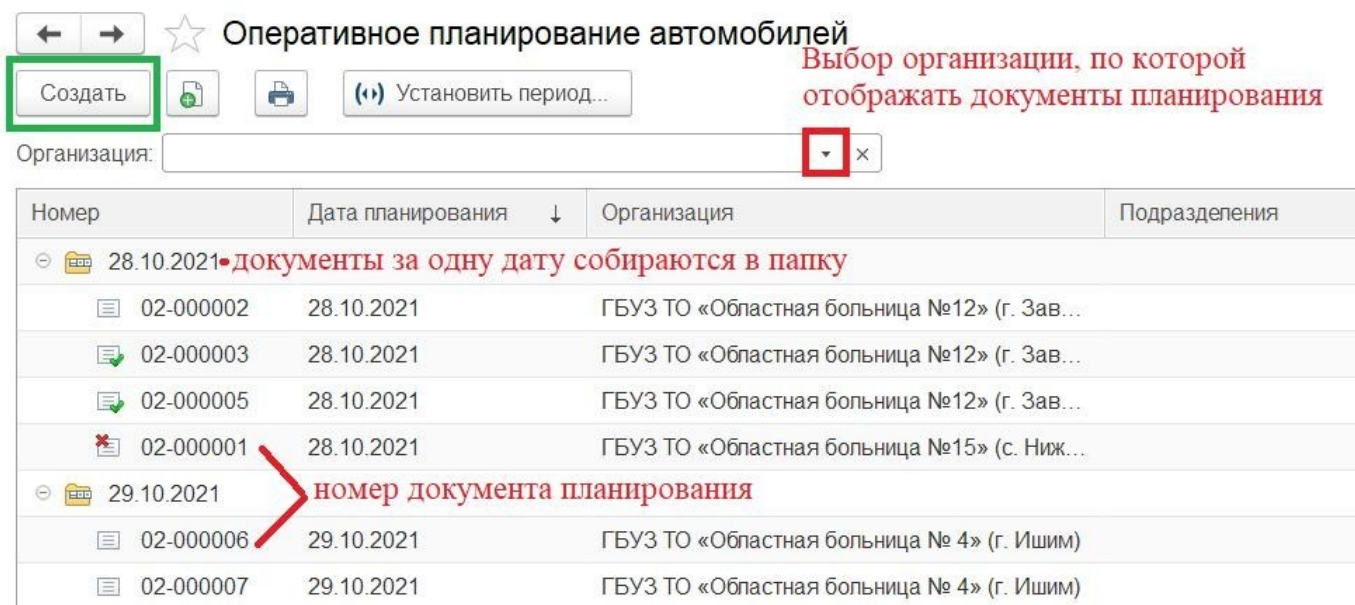 Оперативное планирование автомобилей
Выбор организации, по которой
отображать документы планирования
Создать Установить период...
Организация:
Номер Дата планирования ↓ Организация Подразделения
28.10.2021 документы за одну дату собираются в папку
02-000002 28.10.2021 ГБУЗ ТО «Областная больница №12» (г. Зав...
02-000003 28.10.2021 ГБУЗ ТО «Областная больница №12» (г. Зав...
02-000005 28.10.2021 ГБУЗ ТО «Областная больница №12» (г. Зав...
02-000001 28.10.2021 ГБУЗ ТО «Областная больница №15» (с. Ниж...
29.10.2021 номер документа планирования
02-000006 29.10.2021 ГБУЗ ТО «Областная больница № 4» (г. Ишим)
02-000007 29.10.2021 ГБУЗ ТО «Областная больница № 4» (г. Ишим)